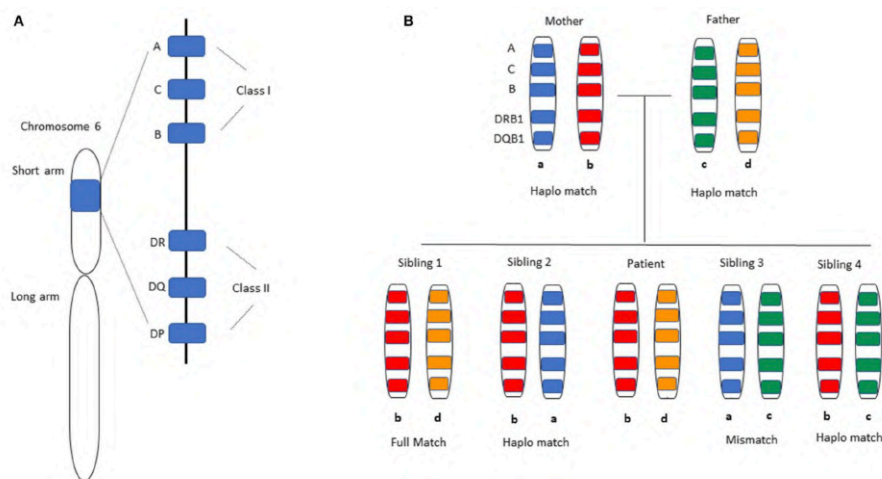 A
A
C
Class I
B
Chromosome 6
Short arm
DR
DQ
Class II
Long arm
DP
B
Mother
Father
A
C
B
DRB1
DQB1
a b c d
Haplo match Haplo match
Sibling 1 Sibling 2 Patient Sibling 3 Sibling 4
b d b a b d a c b c
Full Match Haplo match Mismatch Haplo match